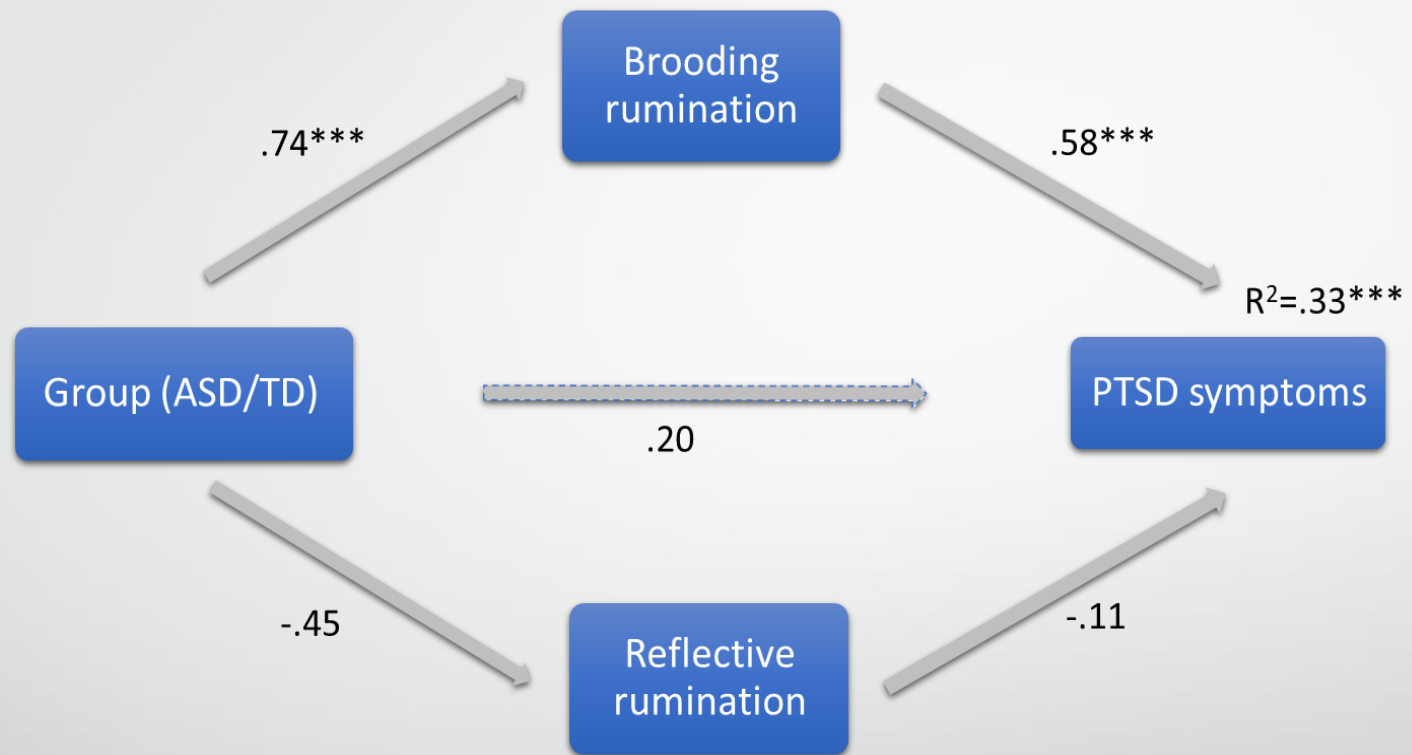 Brooding
rumination
.74***
.58***
R²=.33***
Group (ASD/TD)
PTSD symptoms
.20
-.45
-.11
Reflective
rumination